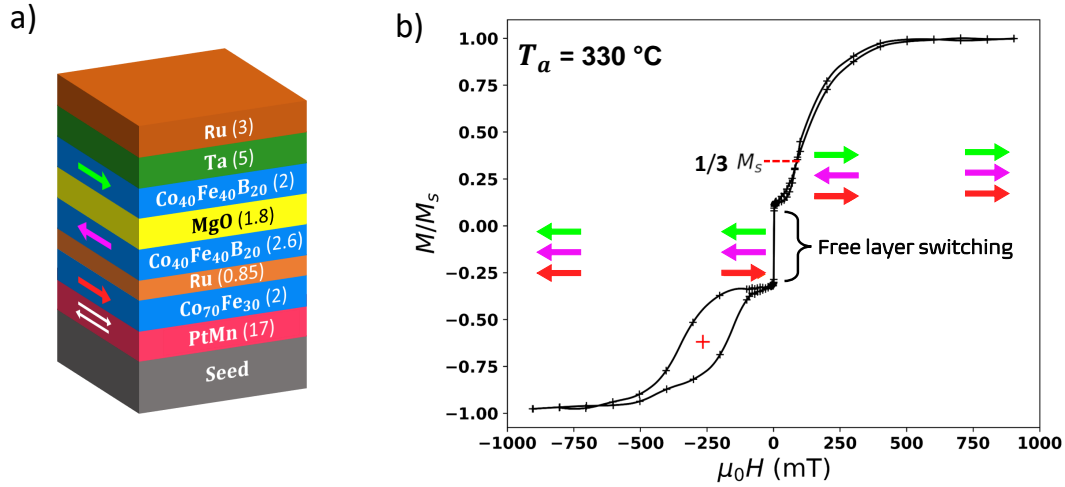 a)
Ru (3)
Ta (5)
Co₄₀Fe₄₀B₂₀ (2)
MgO (1.8)
Co₄₀Fe₄₀B₂₀ (2.6)
Ru (0.85)
Co₇₀Fe₃₀ (2)
PtMn (17)
Seed
b)
Tₐ = 330 °C
M/Mₛ
1.00
0.75
0.50
0.25
0.00
−0.25
−0.50
−0.75
−1.00
1/3 Mₛ
Free layer switching
−1000 −750 −500 −250 0 250 500 750 1000
μ₀H (mT)